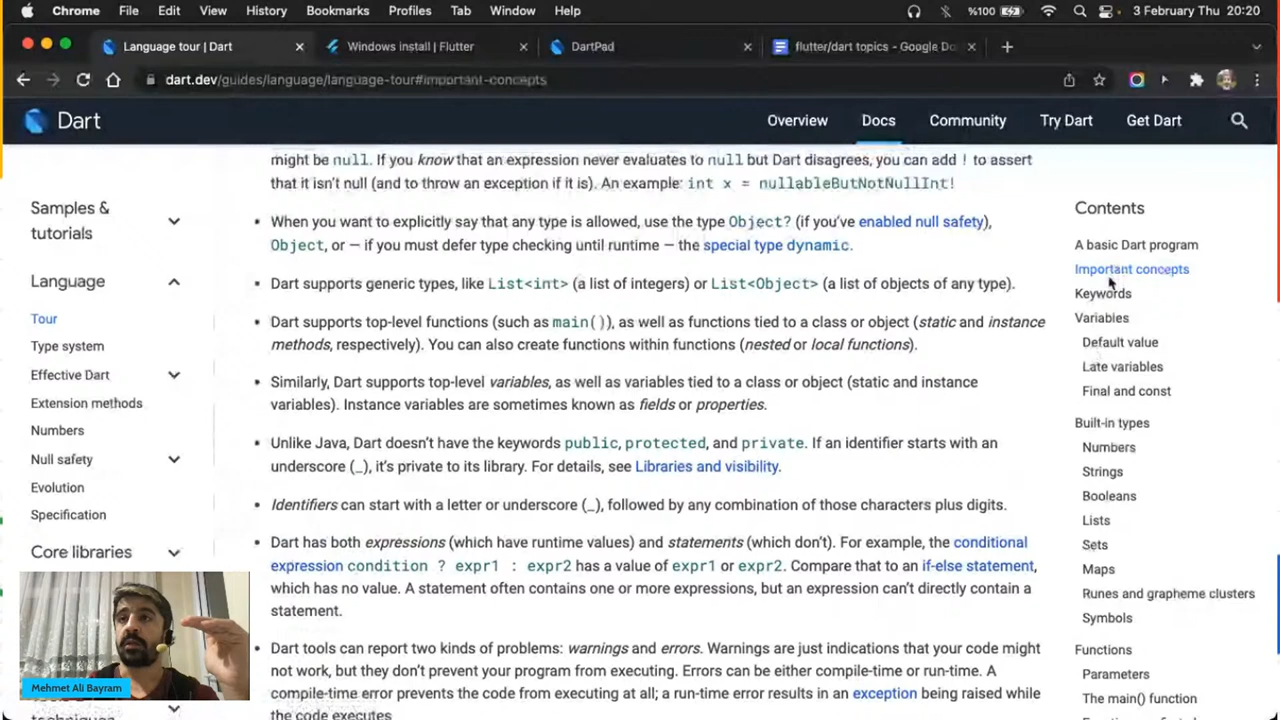 Chrome File Edit View History Bookmarks Profiles Tab Window Help %100 3 February Thu 20:20
Language tour | Dart Windows install | Flutter DartPad flutter/dart topics - Google Do
dart.dev/guides/language/language-tour#important-concepts
Dart Overview Docs Community Try Dart Get Dart
Samples &
tutorials
Language
Tour
Type system
Effective Dart
Extension methods
Numbers
Null safety
Evolution
Specification
Core libraries
techniques
might be null. If you know that an expression never evaluates to null but Dart disagrees, you can add ! to assert
that it isn't null (and to throw an exception if it is). An example: int x = nullableButNotNullInt!
• When you want to explicitly say that any type is allowed, use the type Object? (if you've enabled null safety),
Object, or — if you must defer type checking until runtime — the special type dynamic.
• Dart supports generic types, like List<int> (a list of integers) or List<Object> (a list of objects of any type).
• Dart supports top-level functions (such as main()), as well as functions tied to a class or object (static and instance
methods, respectively). You can also create functions within functions (nested or local functions).
• Similarly, Dart supports top-level variables, as well as variables tied to a class or object (static and instance
variables). Instance variables are sometimes known as fields or properties.
• Unlike Java, Dart doesn't have the keywords public, protected, and private. If an identifier starts with an
underscore (_), it's private to its library. For details, see Libraries and visibility.
• Identifiers can start with a letter or underscore (_), followed by any combination of those characters plus digits.
• Dart has both expressions (which have runtime values) and statements (which don't). For example, the conditional
expression condition ? expr1 : expr2 has a value of expr1 or expr2. Compare that to an if-else statement,
which has no value. A statement often contains one or more expressions, but an expression can't directly contain a
statement.
• Dart tools can report two kinds of problems: warnings and errors. Warnings are just indications that your code might
not work, but they don't prevent your program from executing. Errors can be either compile-time or run-time. A
compile-time error prevents the code from executing at all; a run-time error results in an exception being raised while
the code executes
Contents
A basic Dart program
Important concepts
Keywords
Variables
Default value
Late variables
Final and const
Built-in types
Numbers
Strings
Booleans
Lists
Sets
Maps
Runes and grapheme clusters
Symbols
Functions
Parameters
The main() function
Mehmet Ali Bayram